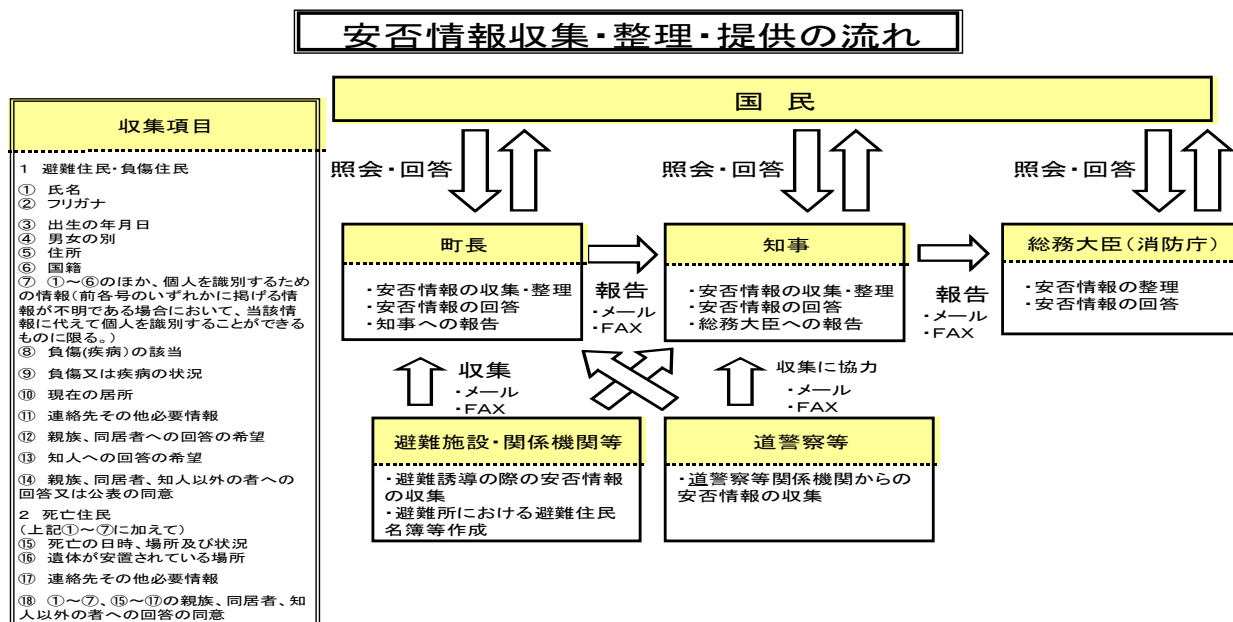 安否情報収集・整理・提供の流れ
国 民
収集項目
1 避難住民・負傷住民
① 氏名
② フリガナ
③ 出生の年月日
④ 男女の別
⑤ 住所
⑥ 国籍
⑦ ①～⑥のほか、個人を識別するため
の情報(前各号のいずれかに掲げる情
報が不明である場合において、当該情
報に代えて個人を識別することができる
ものに限る。)
⑧ 負傷(疾病)の該当
⑨ 負傷又は疾病の状況
⑩ 現在の居所
⑪ 連絡先その他必要情報
⑫ 親族、同居者への回答の希望
⑬ 知人への回答の希望
⑭ 親族、同居者、知人以外の者への
回答又は公表の同意
2 死亡住民
(上記①～⑦に加えて)
⑮ 死亡の日時、場所及び状況
⑯ 遺体が安置されている場所
⑰ 連絡先その他必要情報
⑱ ①～⑦、⑮～⑰の親族、同居者、知
人以外の者への回答の同意
照会・回答
照会・回答
照会・回答
町長
・安否情報の収集・整理
・安否情報の回答
・知事への報告
報告
・メール
・FAX
知事
・安否情報の収集・整理
・安否情報の回答
・総務大臣への報告
報告
・メール
・FAX
総務大臣(消防庁)
・安否情報の整理
・安否情報の回答
収集
・メール
・FAX
収集に協力
・メール
・FAX
避難施設・関係機関等
・避難誘導の際の安否情報
の収集
・避難所における避難住民
名簿等作成
道警察等
・道警察等関係機関からの
安否情報の収集